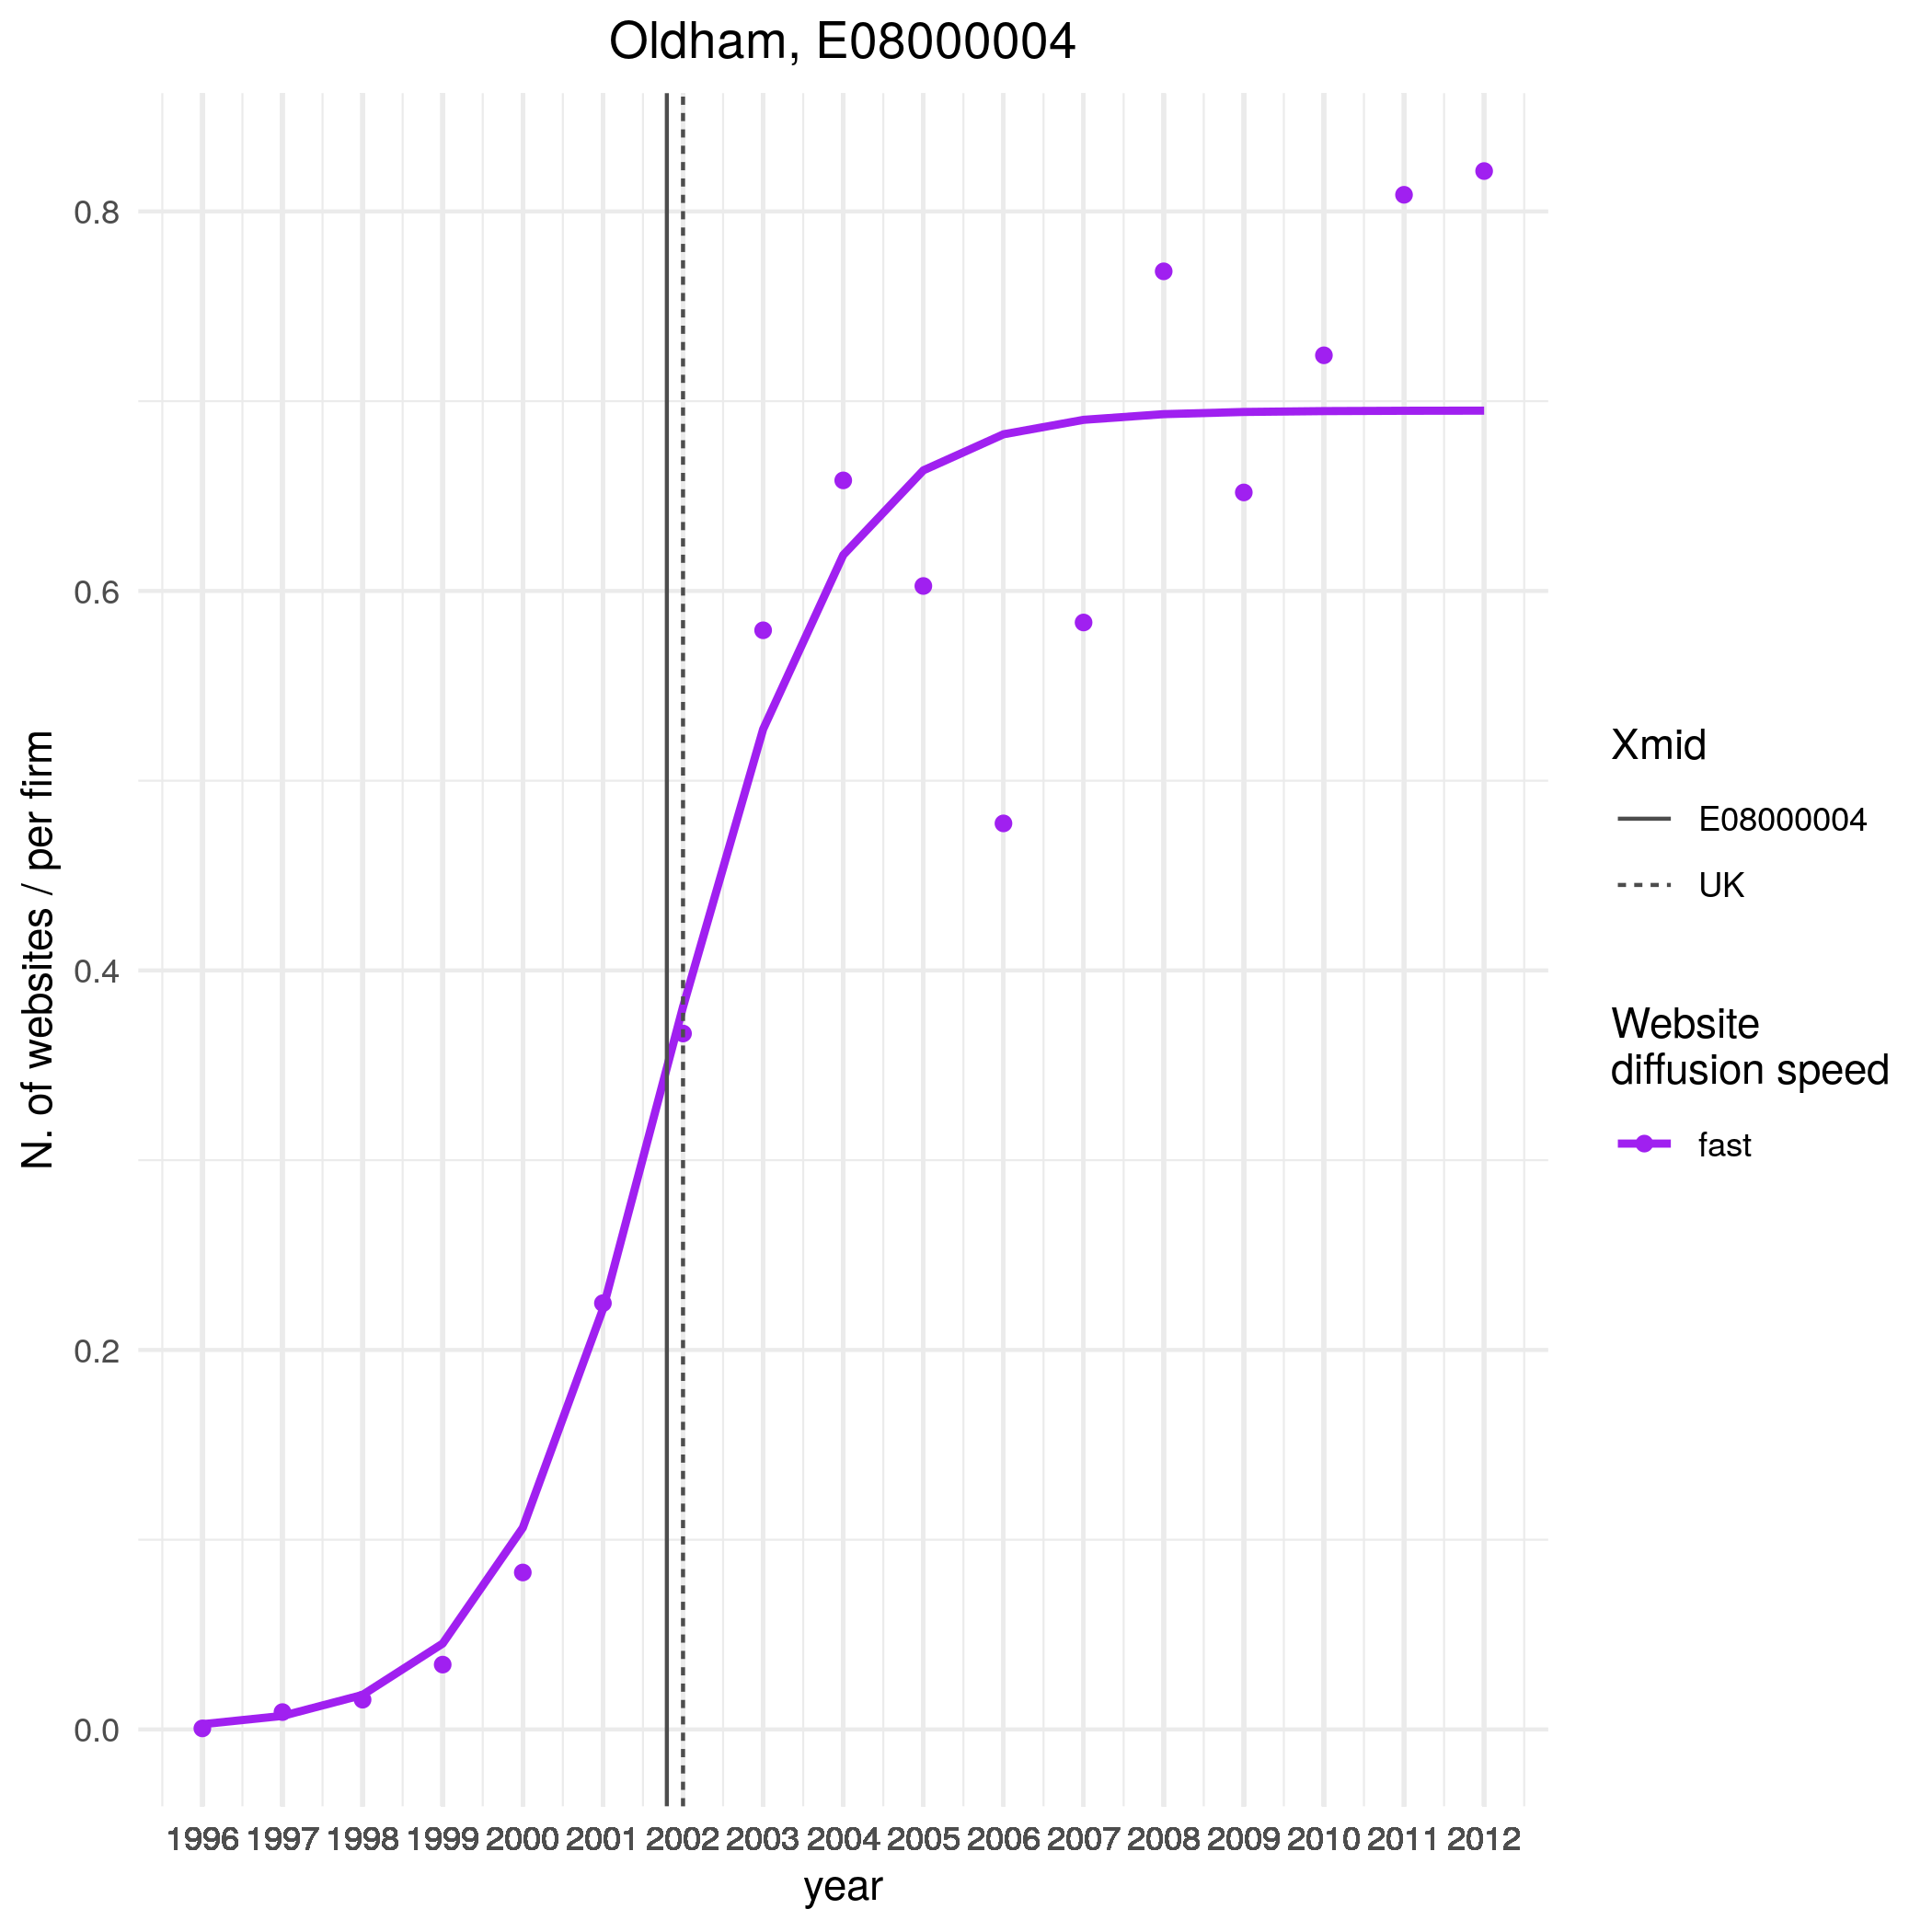 Oldham, E08000004
N. of websites / per firm
0.8
0.6
0.4
0.2
0.0
1996 1997 1998 1999 2000 2001 2002 2003 2004 2005 2006 2007 2008 2009 2010 2011 2012
year
Xmid
E08000004
UK
Website
diffusion speed
fast